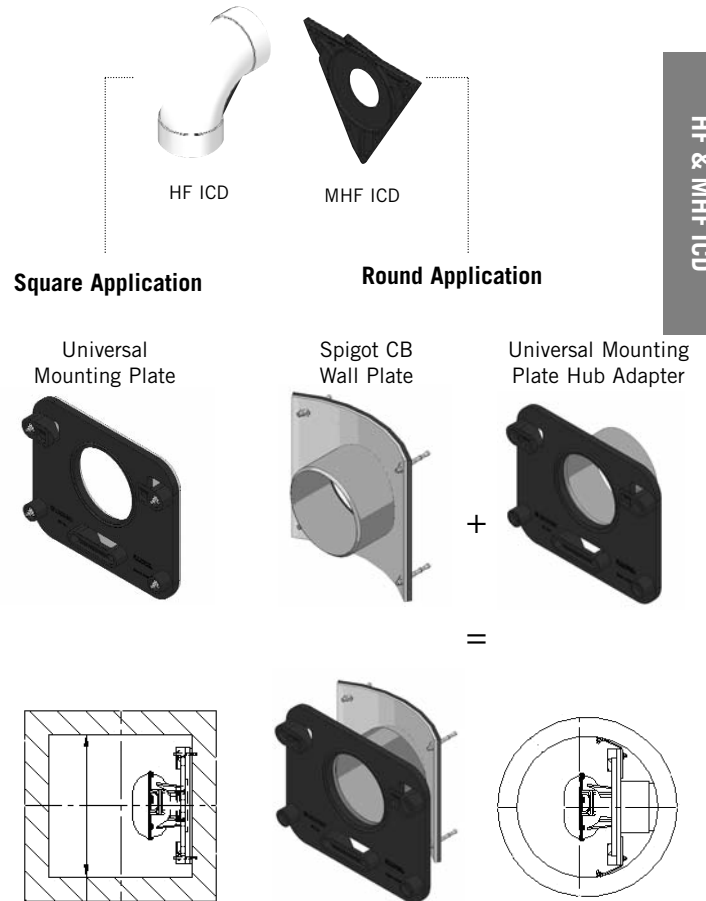 HF ICD
MHF ICD
HF & MHF ICD
Square Application
Round Application
Universal
Mounting Plate
Spigot CB
Wall Plate
Universal Mounting
Plate Hub Adapter
+
=